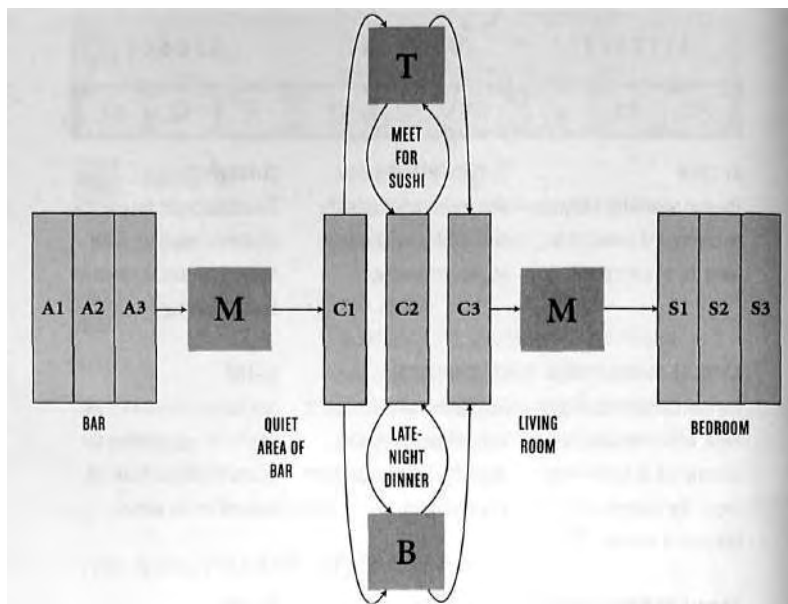 T
MEET
FOR
SUSHI
A1 A2 A3 M C1 C2 C3 M S1 S2 S3
BAR
QUIET
AREA OF
BAR
LATE-
NIGHT
DINNER
LIVING
ROOM
BEDROOM
B